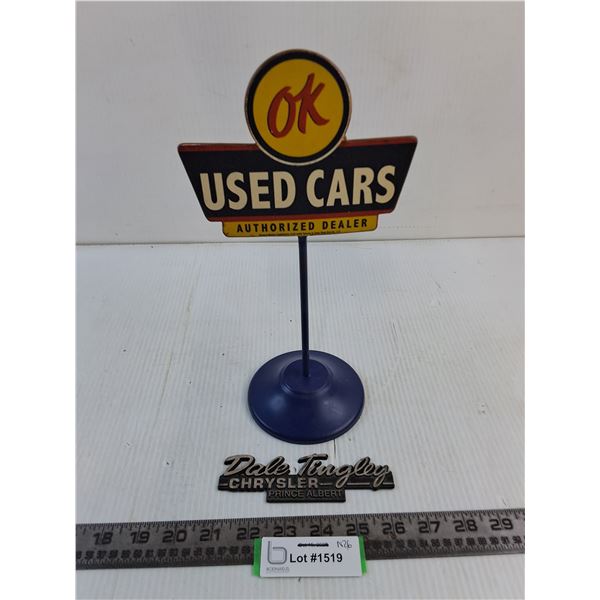 OK
USED CARS
AUTHORIZED DEALER
Dale Tingley
CHRYSLER
PRINCE ALBERT
18 19 20 21 22 23 24 25 26 27 28 29
Lot #1519